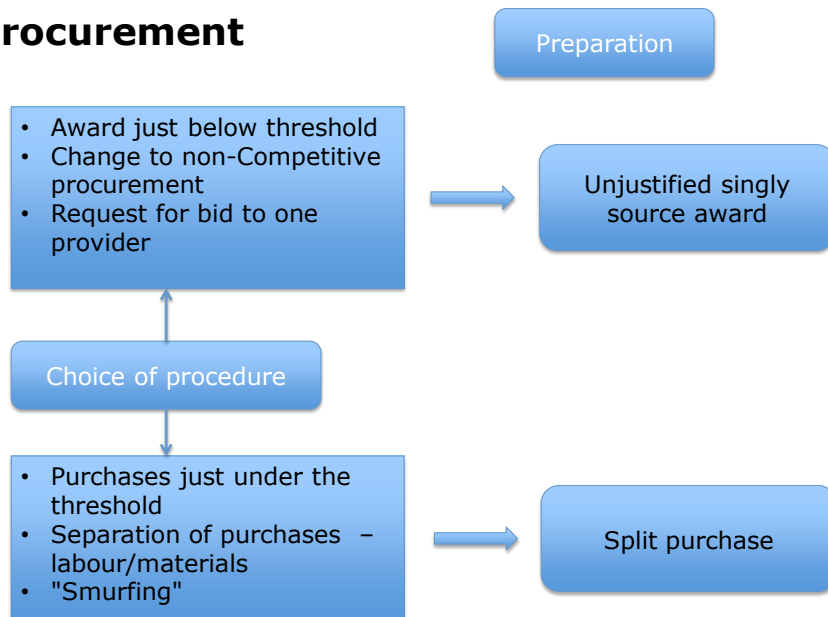 rocurement
Preparation
• Award just below threshold
• Change to non-Competitive
procurement
• Request for bid to one
provider
Unjustified singly
source award
Choice of procedure
• Purchases just under the
threshold
• Separation of purchases –
labour/materials
• "Smurfing"
Split purchase